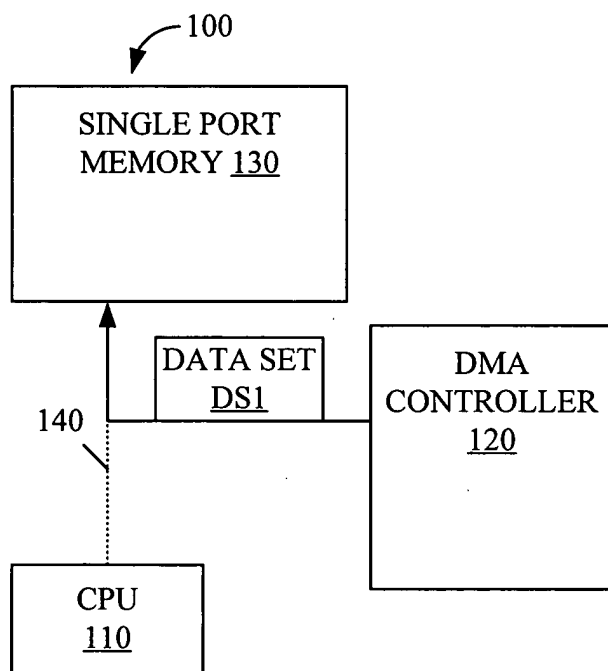 100
SINGLE PORT
MEMORY 130
DATA SET
DS1
DMA
CONTROLLER
120
140
CPU
110